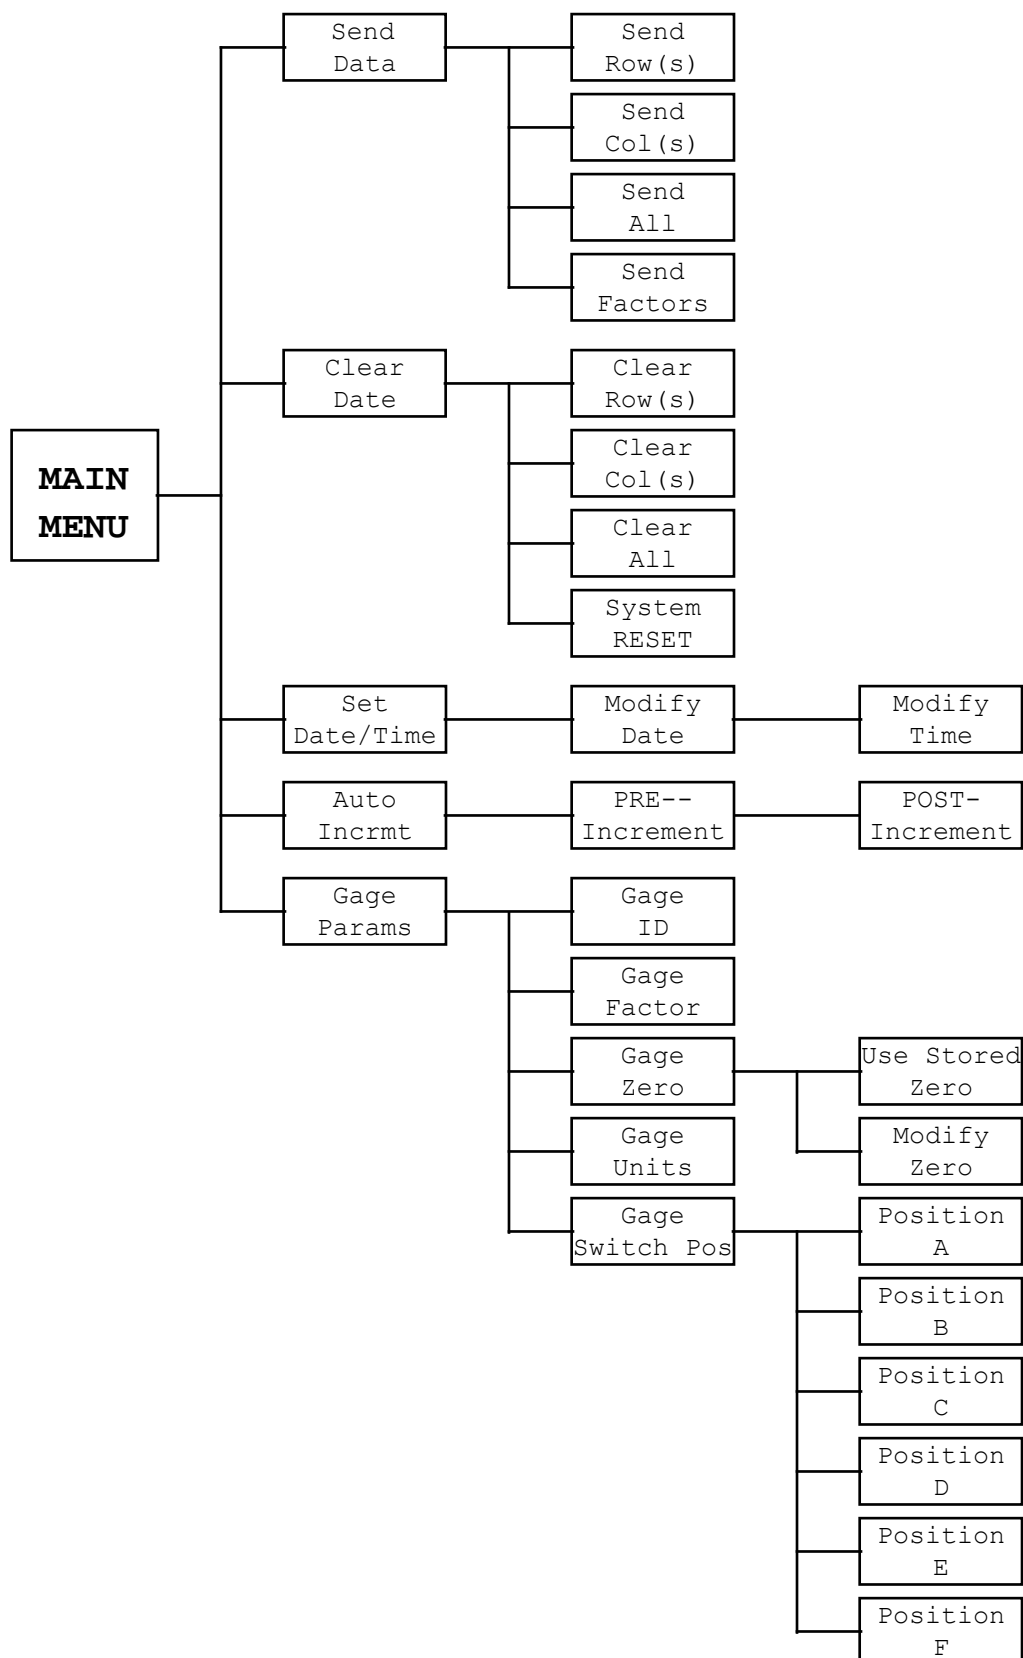 Send
Data
Send
Row(s)
Send
Col(s)
Send
All
Send
Factors
Clear
Date
Clear
Row(s)
MAIN
MENU
Clear
Col(s)
Clear
All
System
RESET
Set
Date/Time
Modify
Date
Modify
Time
Auto
Incrmt
PRE--
Increment
POST-
Increment
Gage
Params
Gage
ID
Gage
Factor
Gage
Zero
Use Stored
Zero
Modify
Zero
Gage
Units
Gage
Switch Pos
Position
A
Position
B
Position
C
Position
D
Position
E
Position
F